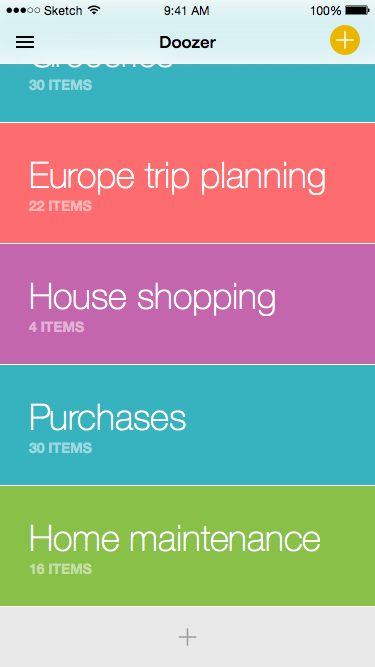 Sketch 9:41 AM 100%
Doozer
Groceries
30 ITEMS
Europe trip planning
22 ITEMS
House shopping
4 ITEMS
Purchases
30 ITEMS
Home maintenance
16 ITEMS